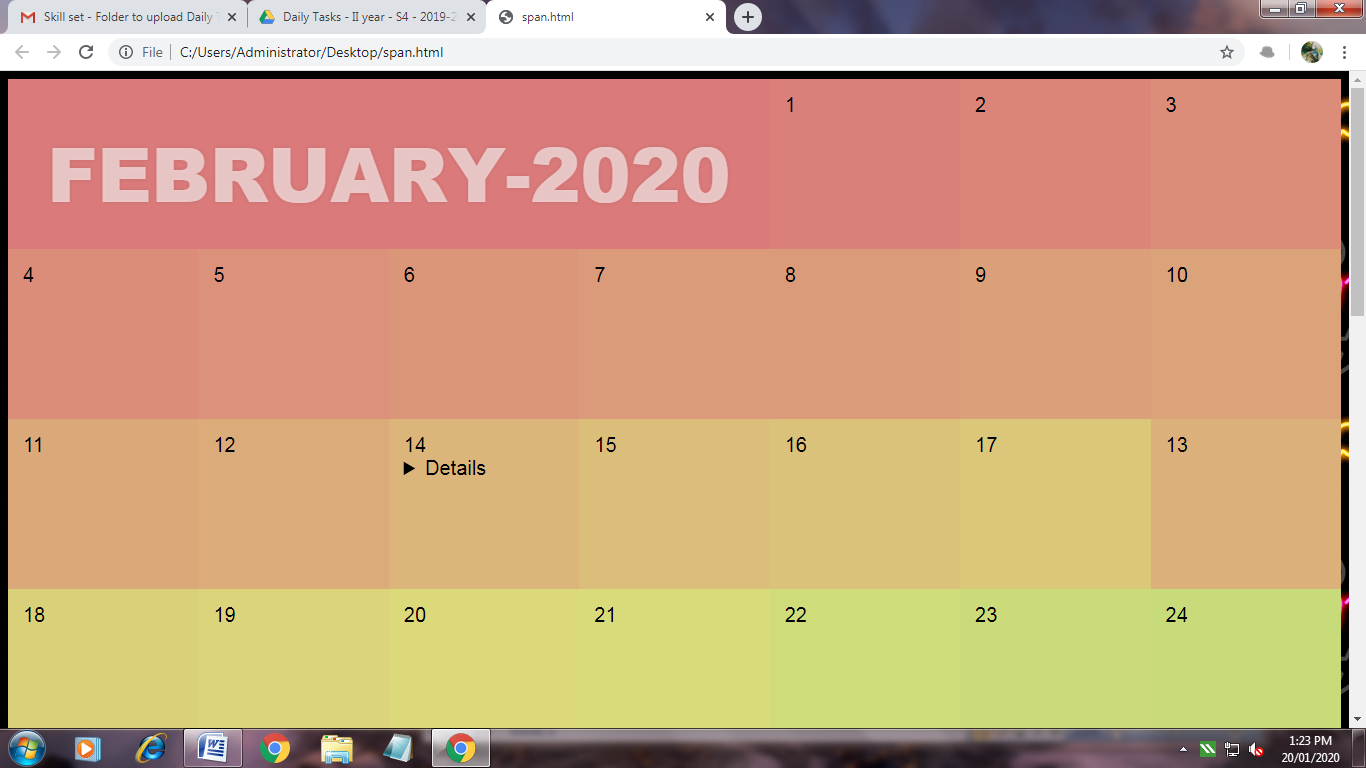 Skill set - Folder to upload Daily T
Daily Tasks - II year - S4 - 2019-2
span.html
File
C:/Users/Administrator/Desktop/span.html
FEBRUARY-2020
1 2 3
4 5 6 7 8 9 10
11 12 14 15 16 17 13
Details
18 19 20 21 22 23 24
1:23 PM
20/01/2020